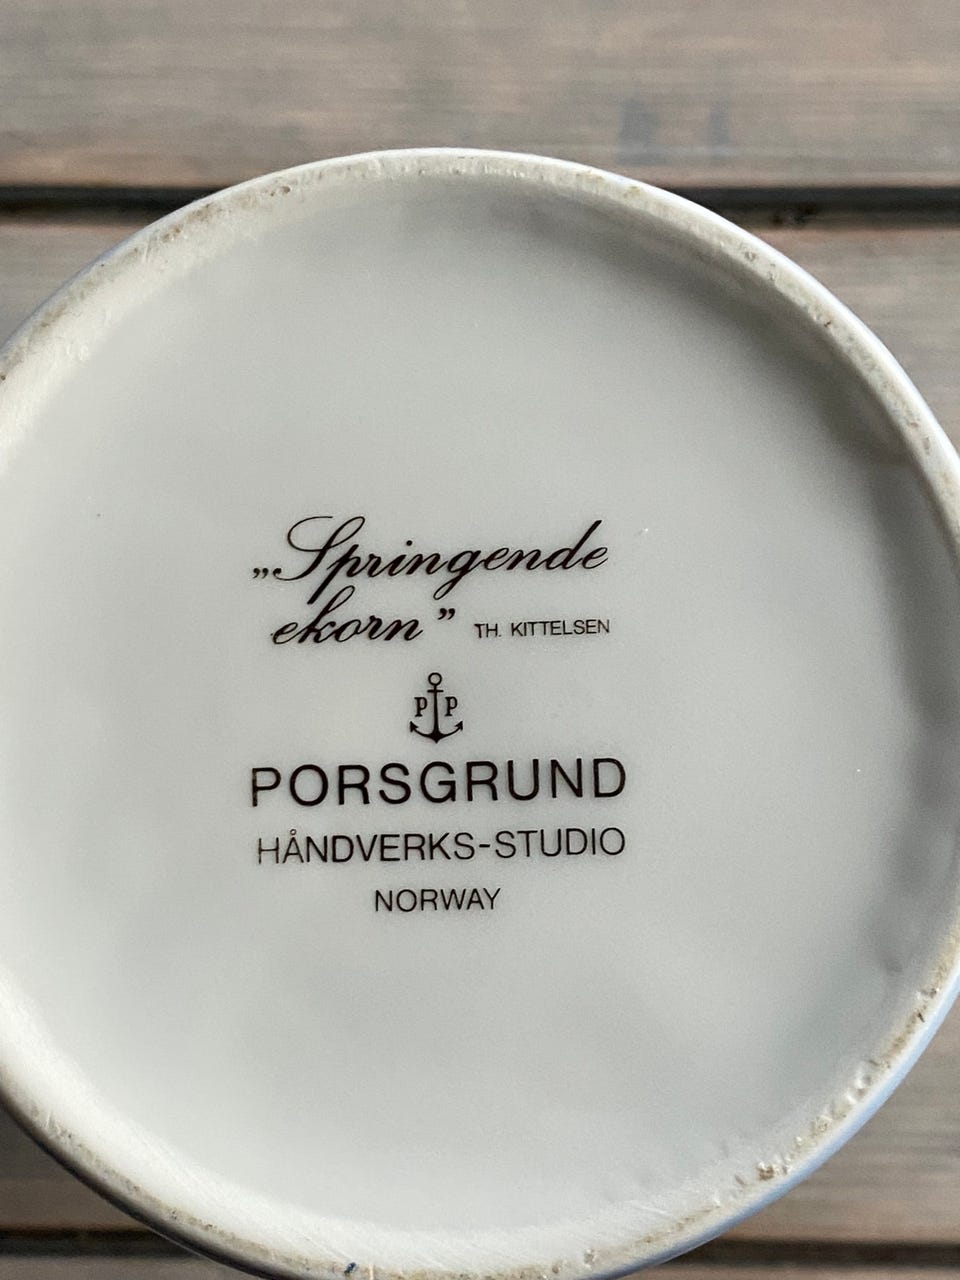 „Springende
ekorn” TH. KITTELSEN
P P
PORSGRUND
HÅNDVERKS-STUDIO
NORWAY